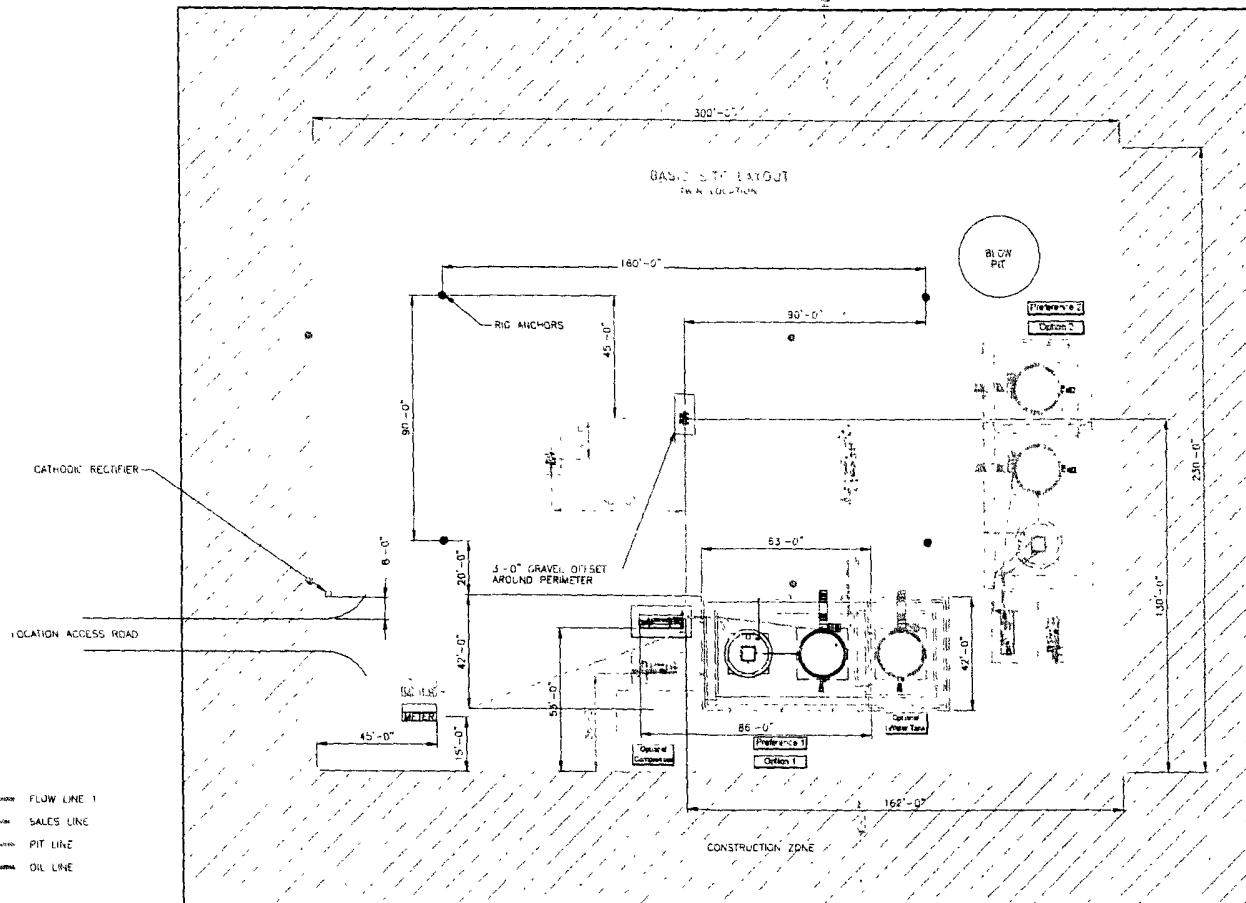 300'-0"
BASIC SITE LAYOUT
TWIN LOCATION
BLOW
PIT
180'-0"
Preference 2
Option 2
RIG ANCHORS
90'-0"
45'-0"
90'-0"
230'-0"
CATHODIC RECTIFIER
8'-0"
20'-0"
3'-0" GRAVEL OFFSET
AROUND PERIMETER
63'-0"
130'-0"
LOCATION ACCESS ROAD
42'-0"
55'-0"
42'-0"
METER
45'-0"
15'-0"
86'-0"
Optional
Compressor
Preference 1
Option 1
Optional
Water Tank
162'-0"
CONSTRUCTION ZONE
FLOW LINE 1
SALES LINE
PIT LINE
OIL LINE